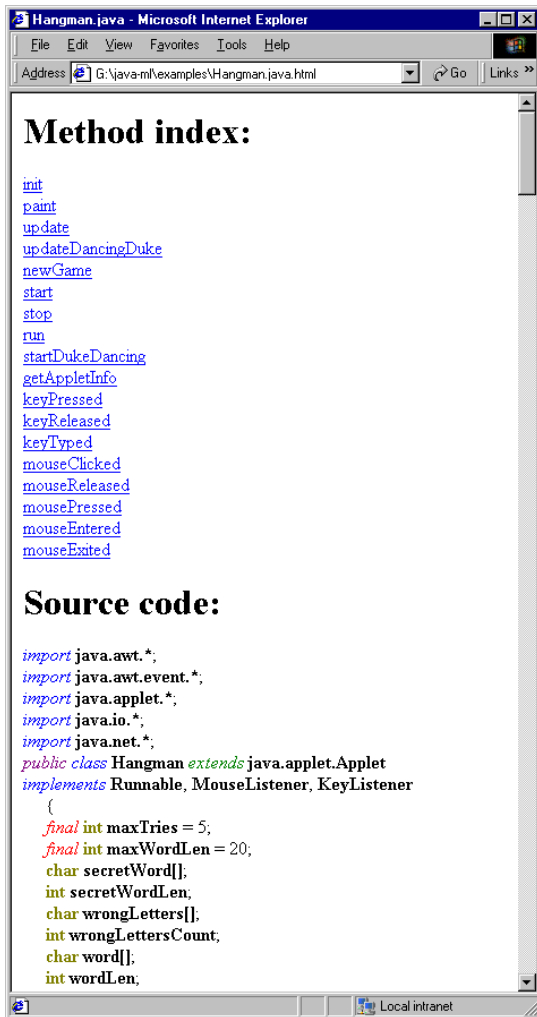 Hangman.java - Microsoft Internet Explorer
File Edit View Favorites Tools Help
Address G:\java-ml\examples\Hangman.java.html Go Links »
Method index:
init
paint
update
updateDancingDuke
newGame
start
stop
run
startDukeDancing
getAppletInfo
keyPressed
keyReleased
keyTyped
mouseClicked
mouseReleased
mousePressed
mouseEntered
mouseExited
Source code:
import java.awt.*;
import java.awt.event.*;
import java.applet.*;
import java.io.*;
import java.net.*;
public class Hangman extends java.applet.Applet
implements Runnable, MouseListener, KeyListener
{
final int maxTries = 5;
final int maxWordLen = 20;
char secretWord[];
int secretWordLen;
char wrongLetters[];
int wrongLettersCount;
char word[];
int wordLen;
Local intranet